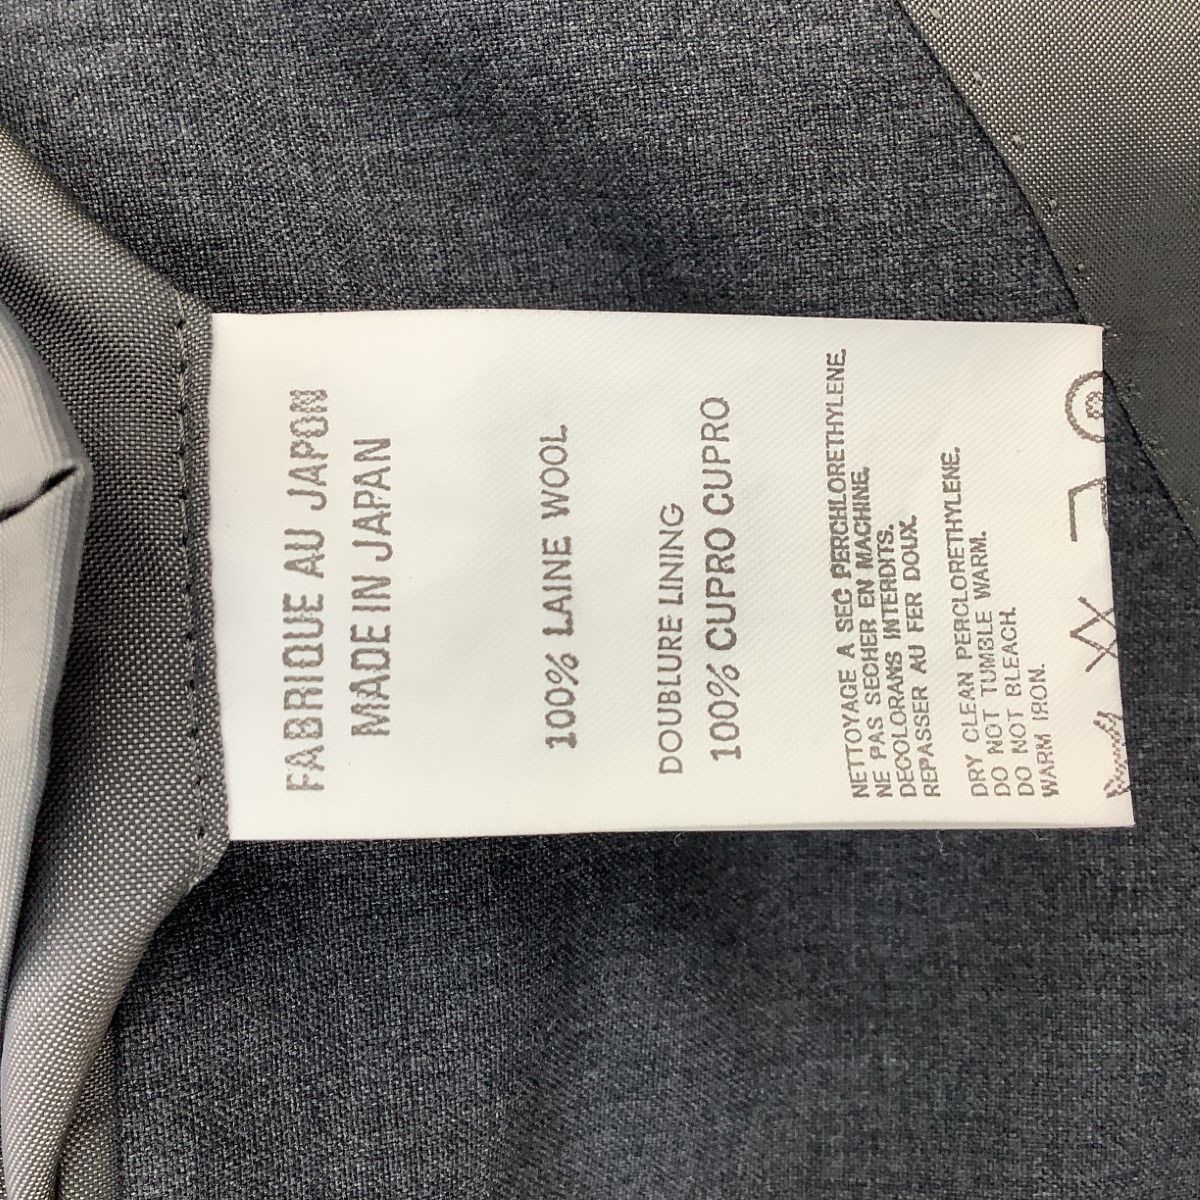 FABRIQUE AU JAPON
MADE IN JAPAN
100% LAINE WOOL
DOUBLURE LINING
100% CUPRO CUPRO
NETTOYAGE A SEC PERCHLORETHYLENE.
NE PAS SECHER EN MACHINE.
DECOLORAMS INTERDITS.
REPASSER AU FER DOUX.
DRY CLEAN PERCLORETHYLENE.
DO NOT TUMBLE WARM.
DO NOT BLEACH.
WARM IRON.